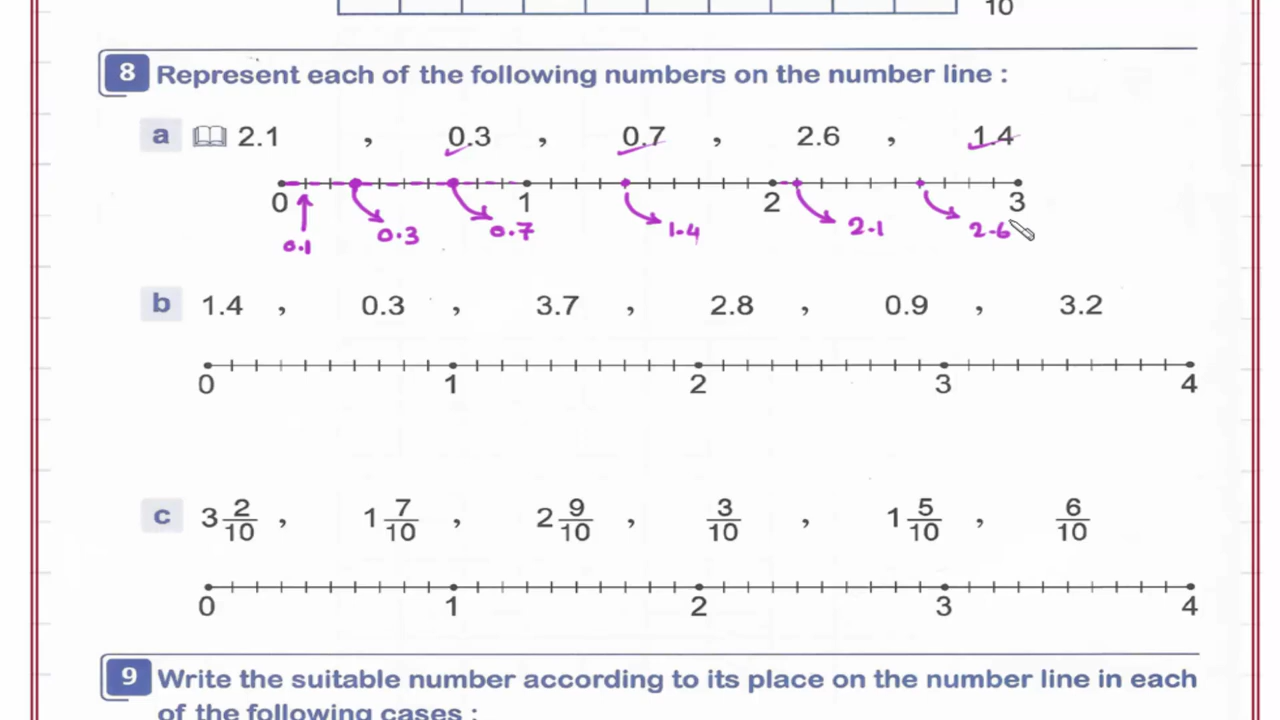 10
8 Represent each of the following numbers on the number line :
a 2.1 , 0.3 , 0.7 , 2.6 , 1.4
0 1 2 3
0.1 0.3 0.7 1.4 2.1 2.6
b 1.4 , 0.3 , 3.7 , 2.8 , 0.9 , 3.2
0 1 2 3 4
c 3 2/10 , 1 7/10 , 2 9/10 , 3/10 , 1 5/10 , 6/10
0 1 2 3 4
9 Write the suitable number according to its place on the number line in each
of the following cases :